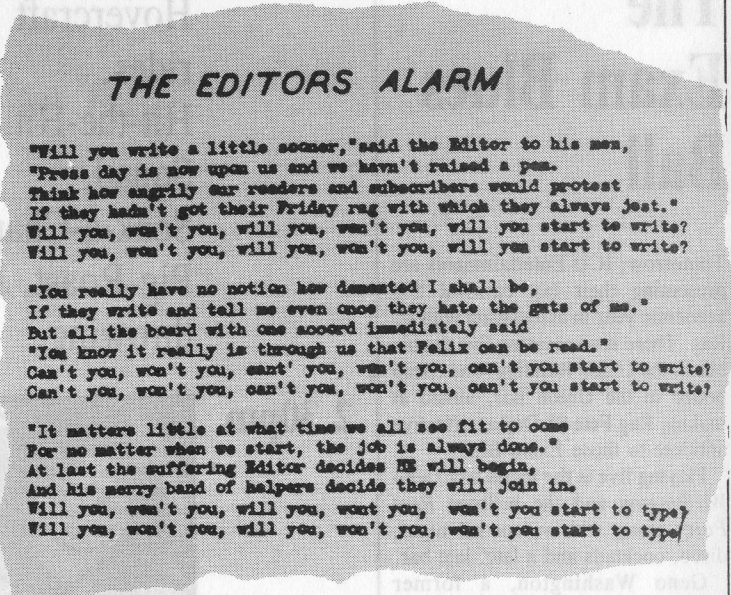 Hovercraft
The
Exam Blues
Ball
THE EDITORS ALARM
"Will you write a little sooner,"said the Editor to his men,
"Press day is now upon us and we havn't raised a pen.
Think how angrily our readers and subscribers would protest
If they hadn't got their Friday rag with which they always jest."
Will you, won't you, will you, won't you, will you start to write?
Will you, won't you, will you, won't you, will you start to write?
"You really have no notion how demented I shall be,
If they write and tell me even once they hate the guts of me."
But all the board with one accord immediately said
"You know it really is through us that Felix can be read."
Can't you, won't you, cant' you, won't you, can't you start to write?
Can't you, won't you, can't you, won't you, can't you start to write?
"It matters little at what time we all see fit to come
For no matter when we start, the job is always done."
At last the suffering Editor decides HE will begin,
And his merry band of helpers decide they will join in.
Will you, won't you, will you, wont you, won't you start to type?
Will you, won't you, will you, won't you, won't you start to type?
Geno Washington, a former